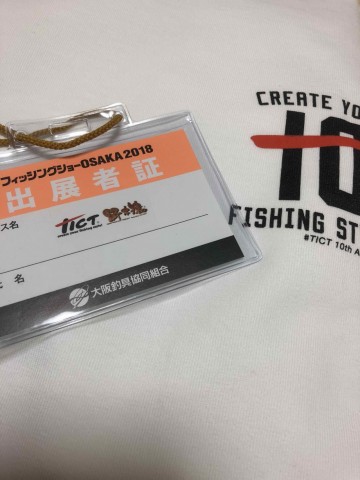 フィッシングショーOSAKA2018
出展者証
ス名
TICT
名
大阪釣具協同組合
CREATE YO
10
FISHING ST
#TICT 10th A